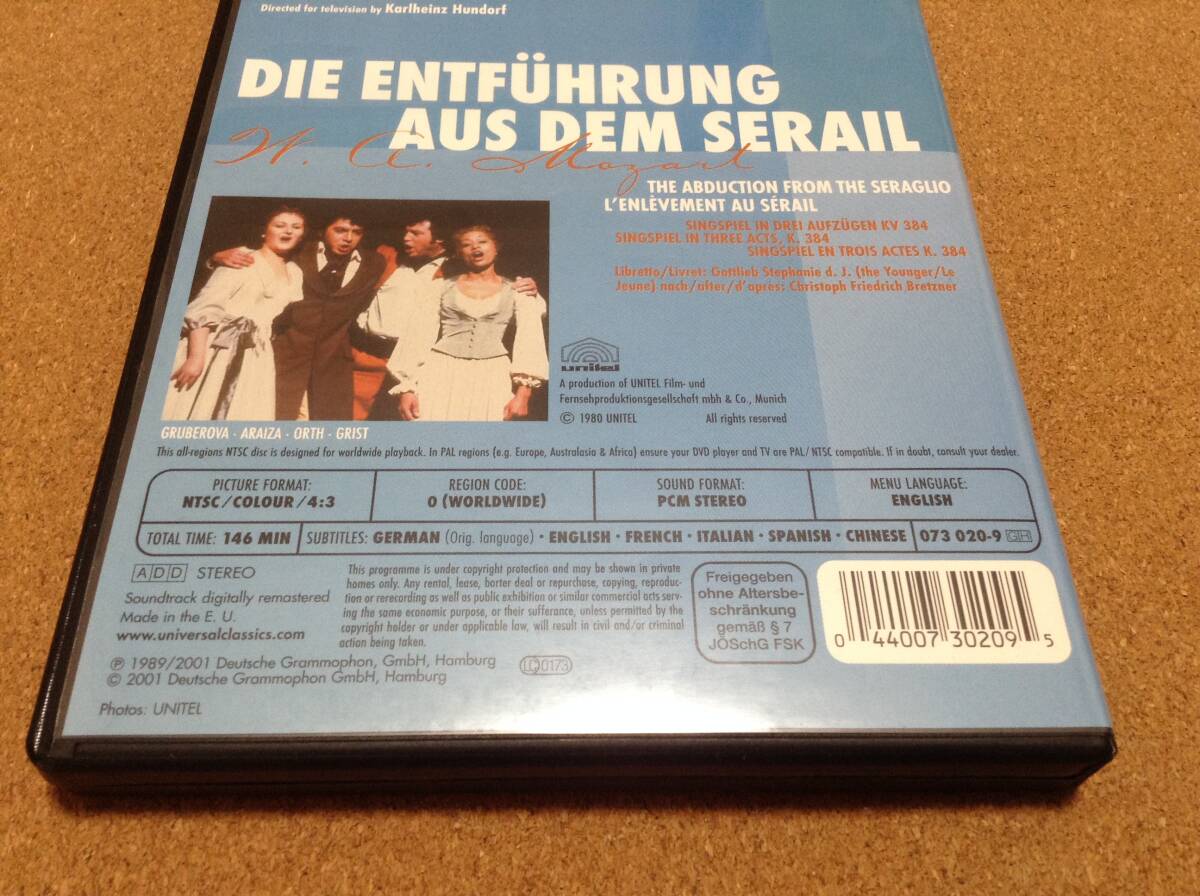 Directed for television by Karlheinz Hundorf
DIE ENTFÜHRUNG
AUS DEM SERAIL
W. A. Mozart
THE ABDUCTION FROM THE SERAGLIO
L'ENLÈVEMENT AU SÉRAIL
SINGSPIEL IN DREI AUFZÜGEN KV 384
SINGSPIEL IN THREE ACTS, K. 384
SINGSPIEL EN TROIS ACTES K. 384
Libretto/Livret: Gottlieb Stephanie d. J. (the Younger/Le
Jeune) nach/after/d'après: Christoph Friedrich Bretzner
unitel
A production of UNITEL Film- und
Fernsehproduktionsgesellschaft mbh & Co., Munich
© 1980 UNITEL All rights reserved
GRUBEROVA · ARAIZA · ORTH · GRIST
This all-regions NTSC disc is designed for worldwide playback. In PAL regions (e.g. Europe, Australasia & Africa) ensure your DVD player and TV are PAL/NTSC compatible. If in doubt, consult your dealer.
PICTURE FORMAT:
NTSC/COLOUR/4:3
REGION CODE:
0 (WORLDWIDE)
SOUND FORMAT:
PCM STEREO
MENU LANGUAGE:
ENGLISH
TOTAL TIME: 146 MIN
SUBTITLES: GERMAN (Orig. language) · ENGLISH · FRENCH · ITALIAN · SPANISH · CHINESE
073 020-9 GH
ADD STEREO
Soundtrack digitally remastered
Made in the E. U.
www.universalclassics.com
This programme is under copyright protection and may be shown in private
homes only. Any rental, lease, barter deal or repurchase, copying, reproduc-
tion or rerecording as well as public exhibition or similar commercial acts serv-
ing the same economic purpose, or their sufferance, unless permitted by the
copyright holder or under applicable law, will result in civil and/or criminal
action being taken.
Freigegeben
ohne Altersbe-
schränkung
gemäß § 7
JÖSchG FSK
0 44007 30209 5
℗ 1989/2001 Deutsche Grammophon, GmbH, Hamburg
© 2001 Deutsche Grammophon GmbH, Hamburg
LC 0173
Photos: UNITEL